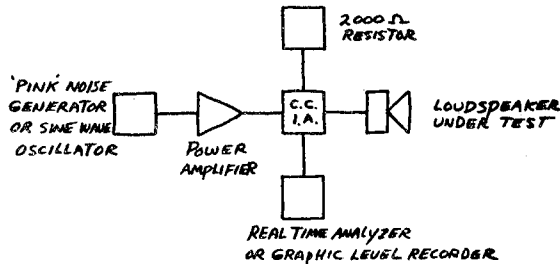 2000 Ω
RESISTOR
'PINK' NOISE
GENERATOR
OR SINE WAVE
OSCILLATOR
POWER
AMPLIFIER
C.C.
I.A.
LOUDSPEAKER
UNDER TEST
REAL TIME ANALYZER
OR GRAPHIC LEVEL RECORDER